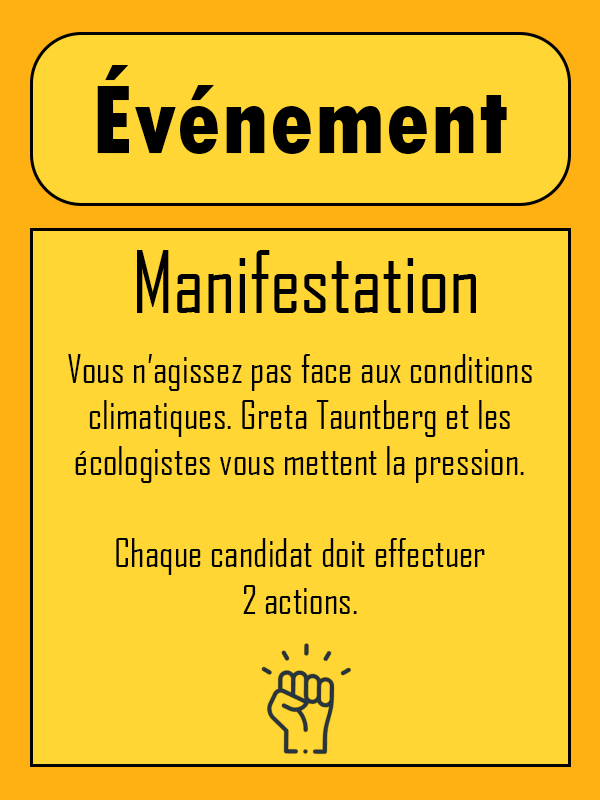 Événement
Manifestation
Vous n’agissez pas face aux conditions
climatiques. Greta Tauntberg et les
écologistes vous mettent la pression.
Chaque candidat doit effectuer
2 actions.